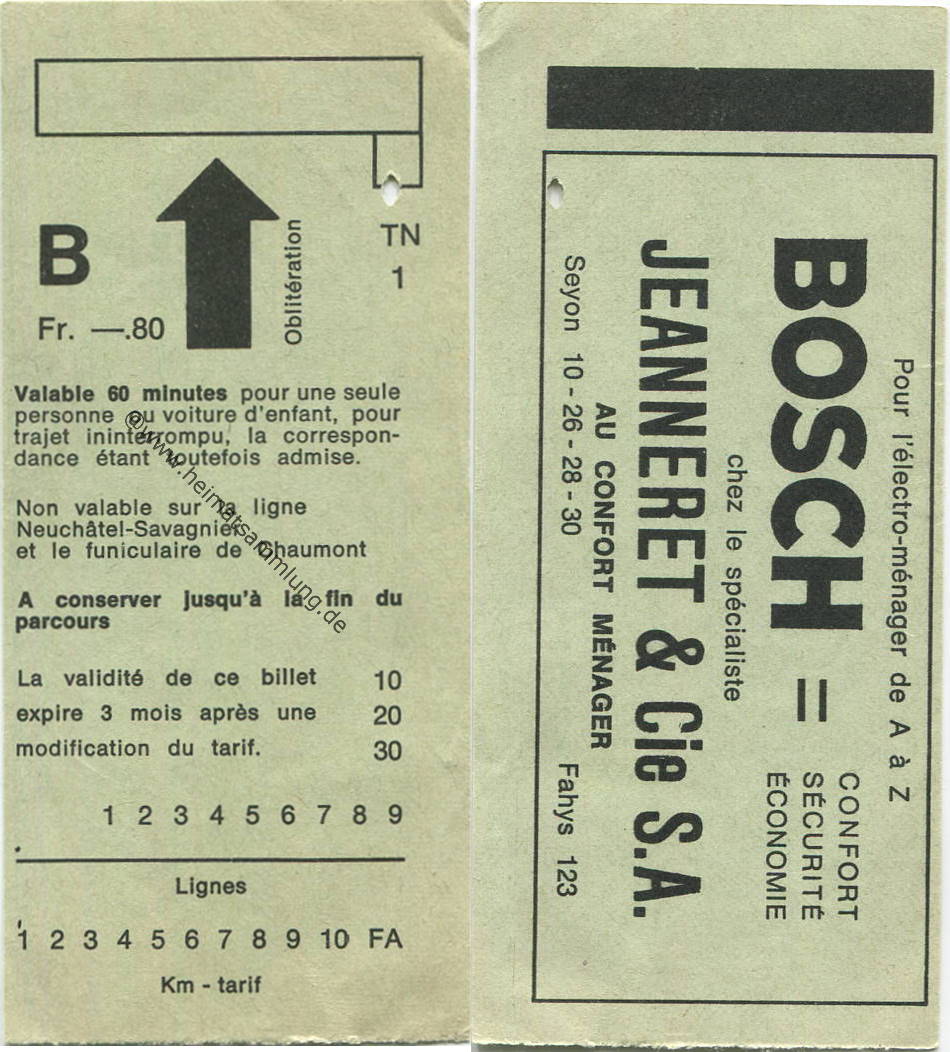 B
Fr. —.80
Oblitération
TN
1
Valable 60 minutes pour une seule
personne ou voiture d'enfant, pour
trajet ininterrompu, la correspon-
dance étant toutefois admise.
Non valable sur la ligne
Neuchâtel-Savagnier
et le funiculaire de Chaumont
A conserver jusqu'à la fin du
parcours
La validité de ce billet 10
expire 3 mois après une 20
modification du tarif. 30
1 2 3 4 5 6 7 8 9
Lignes
1 2 3 4 5 6 7 8 9 10 FA
Km - tarif
@www.heimatsammlung.de
Pour l'électro-ménager de A à Z
BOSCH =
CONFORT
SÉCURITÉ
ÉCONOMIE
chez le spécialiste
JEANNERET & Cie S.A.
AU CONFORT MÉNAGER
Seyon 10 - 26 - 28 - 30 Fahys 123